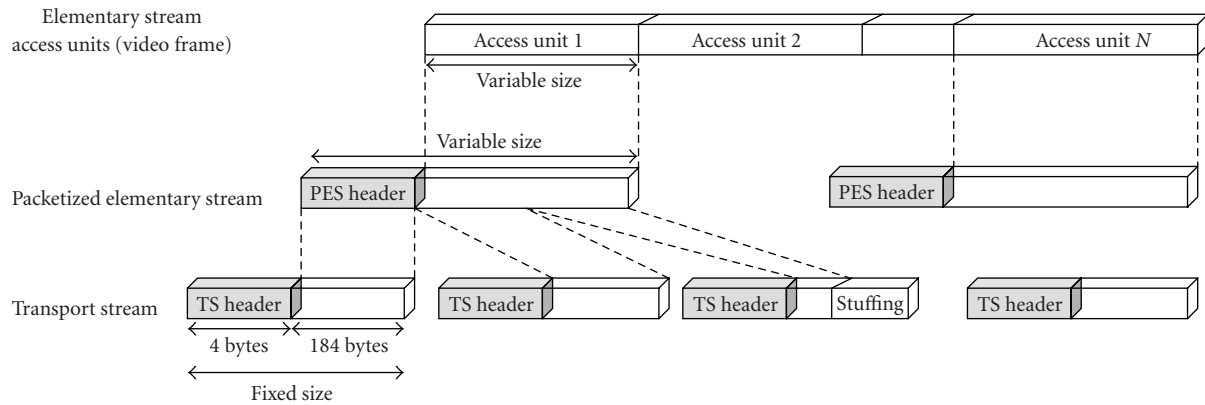 Elementary stream
access units (video frame)
Access unit 1
Access unit 2
Access unit N
Variable size
Variable size
Packetized elementary stream
PES header
PES header
Transport stream
TS header
TS header
TS header
Stuffing
TS header
4 bytes
184 bytes
Fixed size